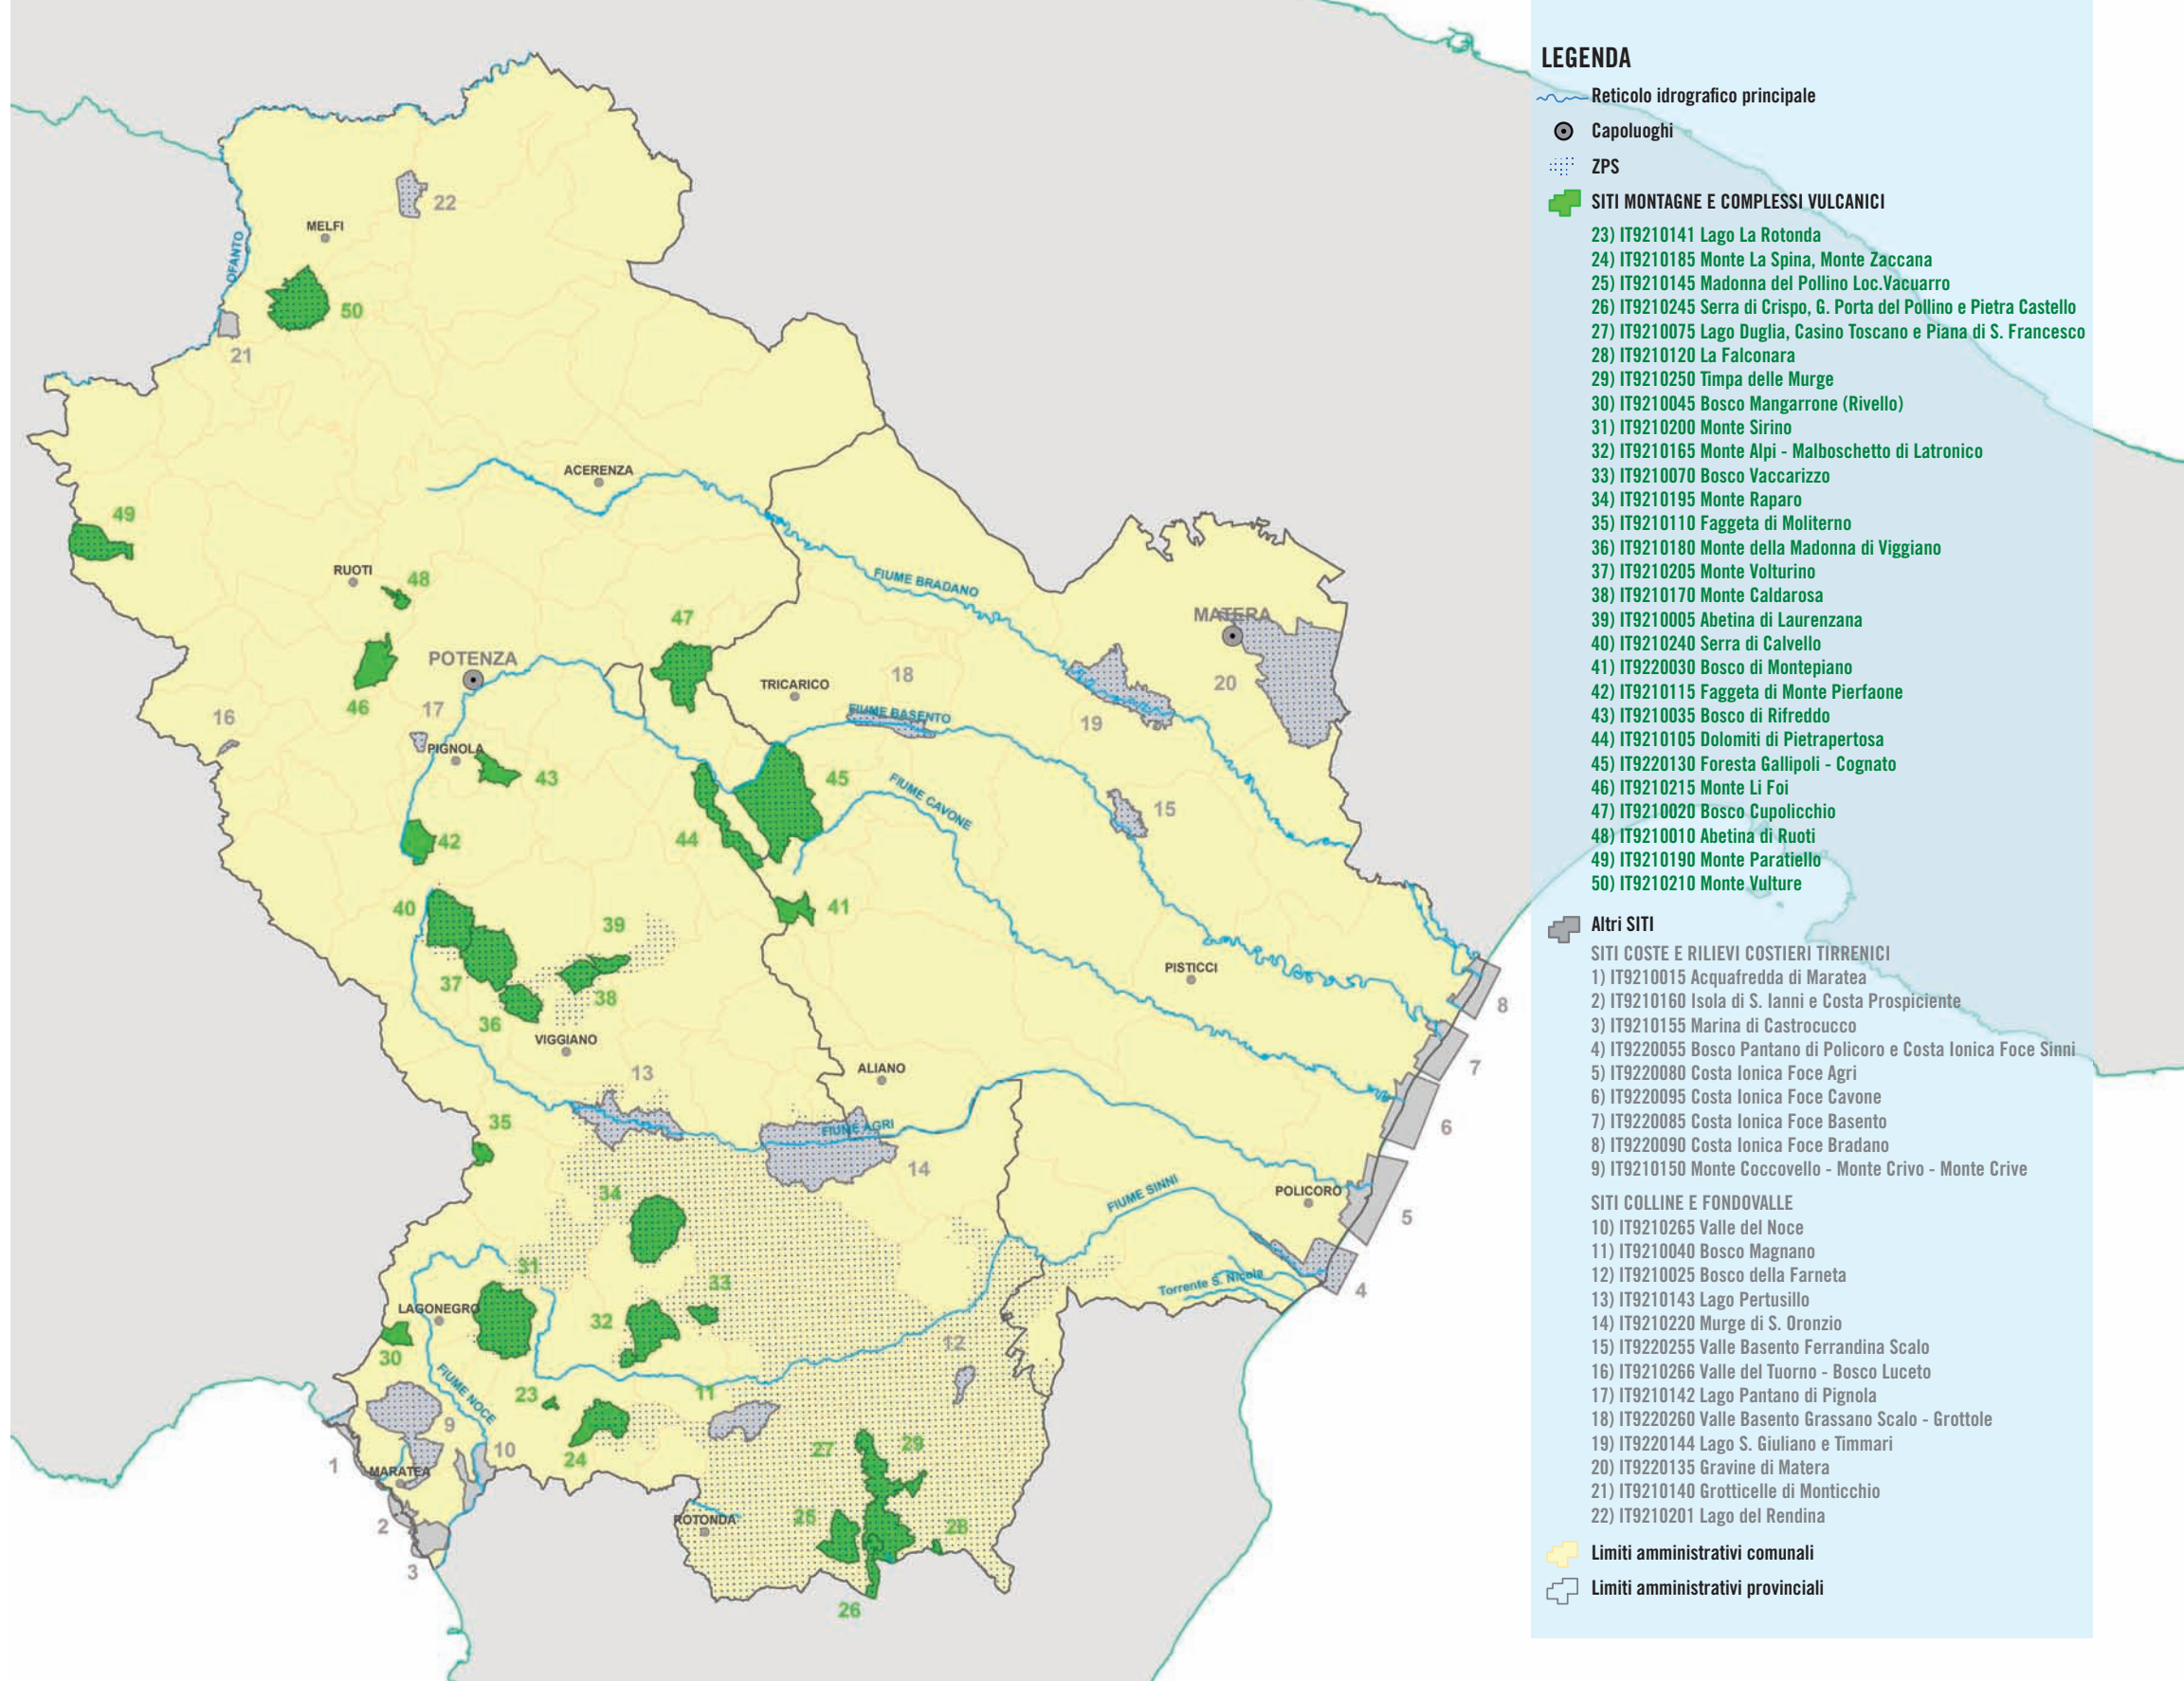 LEGENDA
Reticolo idrografico principale
Capoluoghi
ZPS
SITI MONTAGNE E COMPLESSI VULCANICI
23) IT9210141 Lago La Rotonda
24) IT9210185 Monte La Spina, Monte Zaccana
25) IT9210145 Madonna del Pollino Loc.Vacuarro
26) IT9210245 Serra di Crispo, G. Porta del Pollino e Pietra Castello
27) IT9210075 Lago Duglia, Casino Toscano e Piana di S. Francesco
28) IT9210120 La Falconara
29) IT9210250 Timpa delle Murge
30) IT9210045 Bosco Mangarrone (Rivello)
31) IT9210200 Monte Sirino
32) IT9210165 Monte Alpi - Malboschetto di Latronico
33) IT9210070 Bosco Vaccarizzo
34) IT9210195 Monte Raparo
35) IT9210110 Faggeta di Moliterno
36) IT9210180 Monte della Madonna di Viggiano
37) IT9210205 Monte Volturino
38) IT9210170 Monte Caldarosa
39) IT9210005 Abetina di Laurenzana
40) IT9210240 Serra di Calvello
41) IT9220030 Bosco di Montepiano
42) IT9210115 Faggeta di Monte Pierfaone
43) IT9210035 Bosco di Rifreddo
44) IT9210105 Dolomiti di Pietrapertosa
45) IT9220130 Foresta Gallipoli - Cognato
46) IT9210215 Monte Li Foi
47) IT9210020 Bosco Cupolicchio
48) IT9210010 Abetina di Ruoti
49) IT9210190 Monte Paratiello
50) IT9210210 Monte Vulture
Altri SITI
SITI COSTE E RILIEVI COSTIERI TIRRENICI
1) IT9210015 Acquafredda di Maratea
2) IT9210160 Isola di S. Ianni e Costa Prospiciente
3) IT9210155 Marina di Castrocucco
4) IT9220055 Bosco Pantano di Policoro e Costa Ionica Foce Sinni
5) IT9220080 Costa Ionica Foce Agri
6) IT9220095 Costa Ionica Foce Cavone
7) IT9220085 Costa Ionica Foce Basento
8) IT9220090 Costa Ionica Foce Bradano
9) IT9210150 Monte Coccovello - Monte Crivo - Monte Crive
SITI COLLINE E FONDOVALLE
10) IT9210265 Valle del Noce
11) IT9210040 Bosco Magnano
12) IT9210025 Bosco della Farneta
13) IT9210143 Lago Pertusillo
14) IT9210220 Murge di S. Oronzio
15) IT9220255 Valle Basento Ferrandina Scalo
16) IT9210266 Valle del Tuorno - Bosco Luceto
17) IT9210142 Lago Pantano di Pignola
18) IT9220260 Valle Basento Grassano Scalo - Grottole
19) IT9220144 Lago S. Giuliano e Timmari
20) IT9220135 Gravine di Matera
21) IT9210140 Grotticelle di Monticchio
22) IT9210201 Lago del Rendina
Limiti amministrativi comunali
Limiti amministrativi provinciali
22
MELFI
OFANTO
50
21
ACERENZA
49
RUOTI
48
FIUME BRADANO
47
MATERA
POTENZA
18
TRICARICO
20
46
17
16
FIUME BASENTO
19
PIGNOLA
43
45
FIUME CAVONE
15
44
42
40
41
39
PISTICCI
37
38
8
36
VIGGIANO
7
ALIANO
13
35
FIUME AGRI
6
14
34
FIUME SINNI
POLICORO
5
31
33
Torrente S. Nicola
4
LAGONEGRO
32
12
30
FIUME NOCE
23
11
9
10
24
27
29
1
MARATEA
25
ROTONDA
28
2
3
26